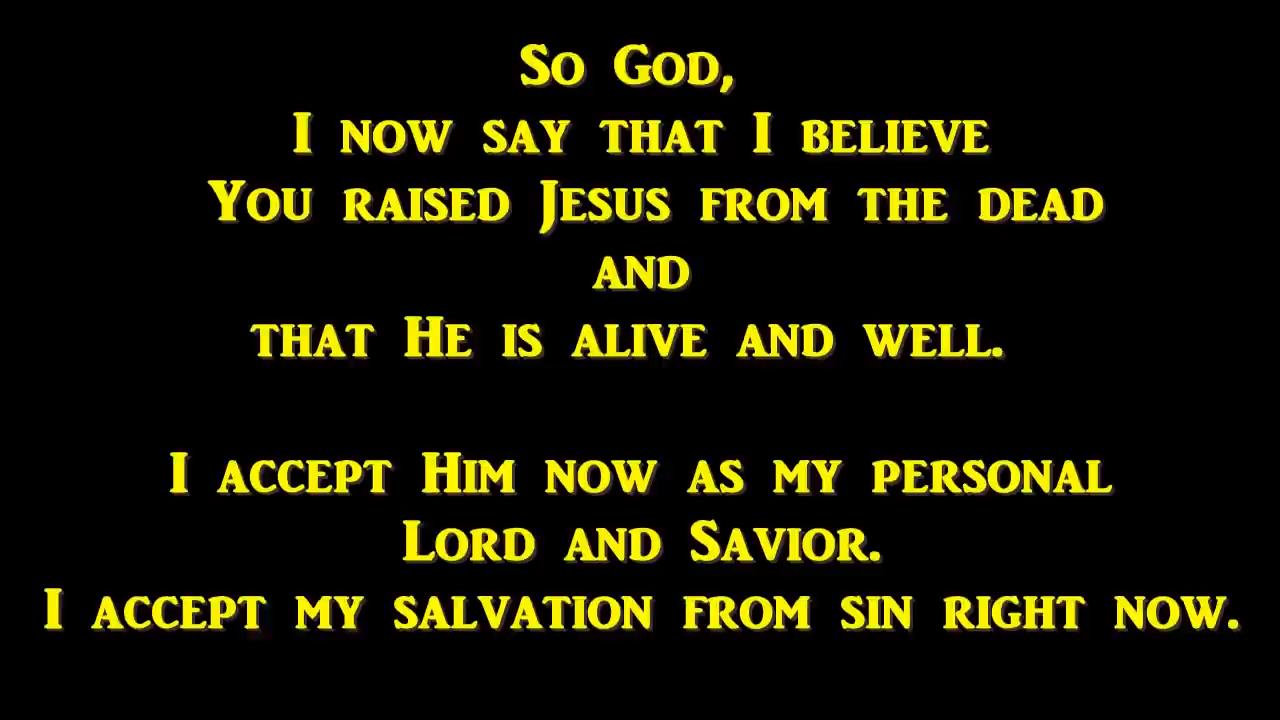 So God,
I now say that I believe
You raised Jesus from the dead
and
that He is alive and well.
I accept Him now as my personal
Lord and Savior.
I accept my salvation from sin right now.